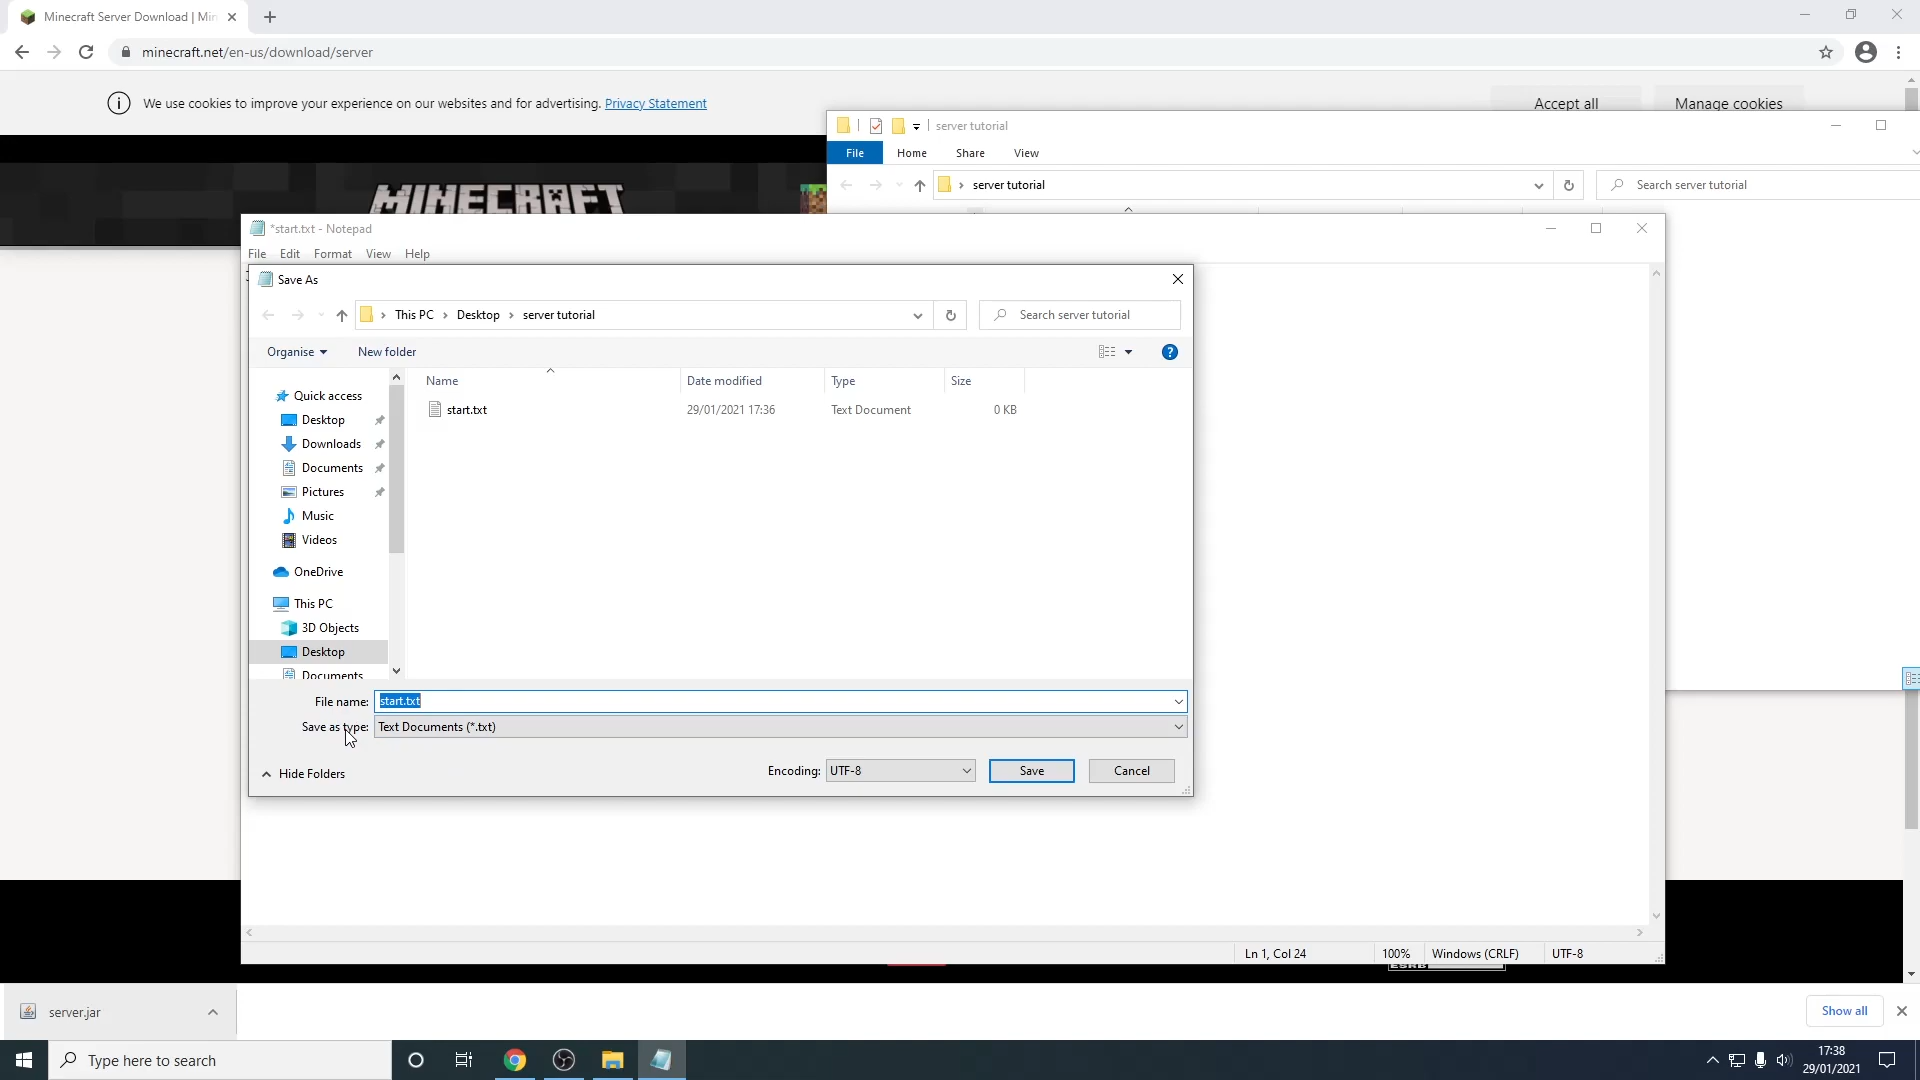 Minecraft Server Download | Min
minecraft.net/en-us/download/server
We use cookies to improve your experience on our websites and for advertising. Privacy Statement
Accept all
Manage cookies
server tutorial
File Home Share View
server tutorial
Search server tutorial
MINECRAFT
*start.txt - Notepad
File Edit Format View Help
Save As
This PC Desktop server tutorial
Search server tutorial
Organise New folder
Name Date modified Type Size
start.txt 29/01/2021 17:36 Text Document 0 KB
Quick access
Desktop
Downloads
Documents
Pictures
Music
Videos
OneDrive
This PC
3D Objects
Desktop
Documents
File name: start.txt
Save as type: Text Documents (*.txt)
Hide Folders
Encoding: UTF-8
Save
Cancel
Ln 1, Col 24 100% Windows (CRLF) UTF-8
ESRB
server.jar
Show all
Type here to search
17:38
29/01/2021